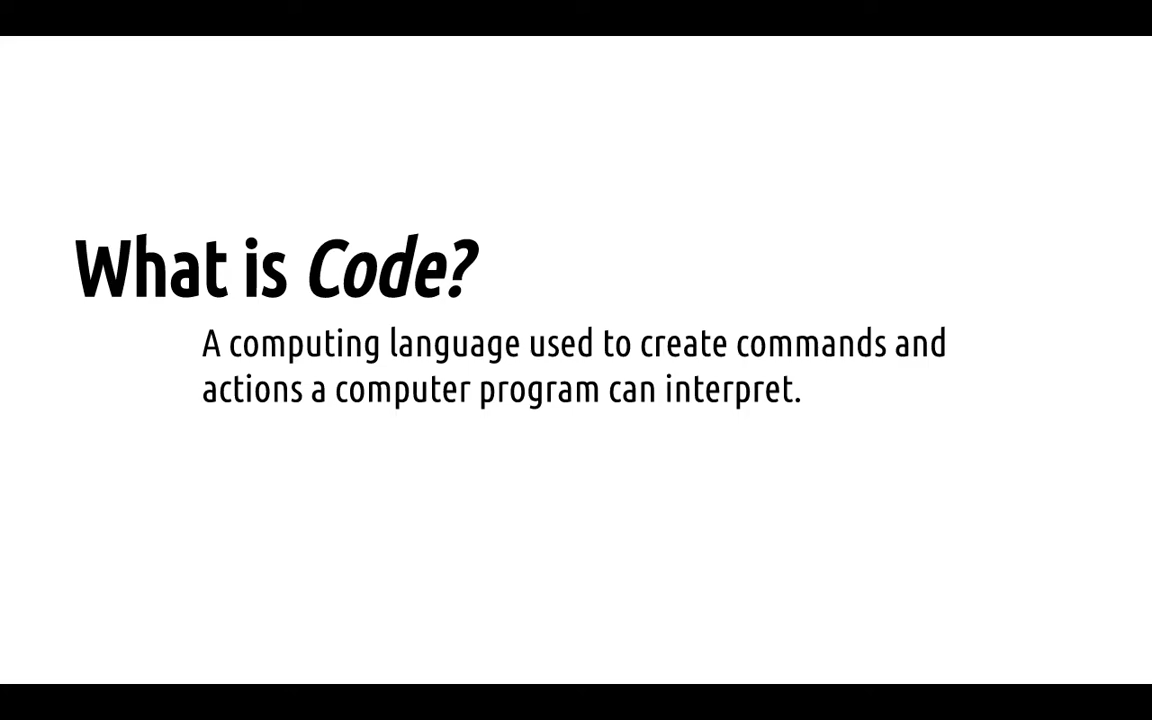 What is Code?
A computing language used to create commands and
actions a computer program can interpret.